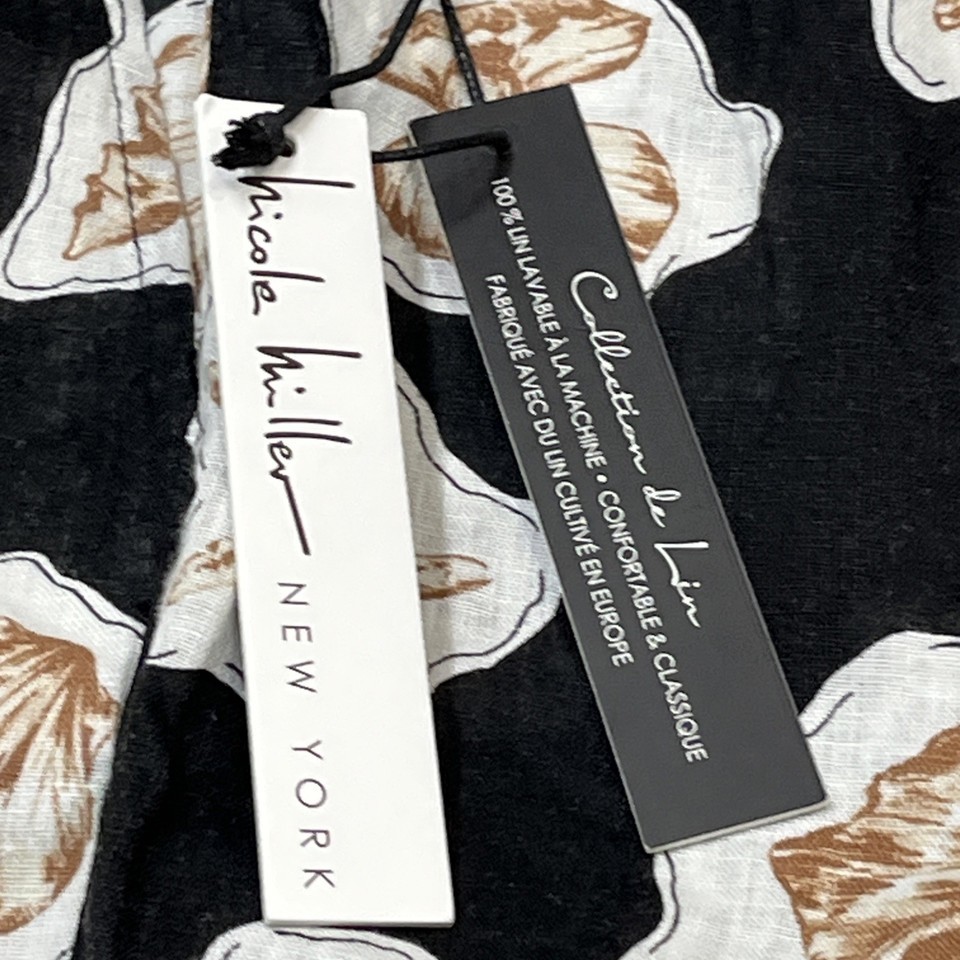 nicole miller
NEW YORK
Collection de Lin
100 % LIN LAVABLE À LA MACHINE • CONFORTABLE & CLASSIQUE
FABRIQUÉ AVEC DU LIN CULTIVÉ EN EUROPE